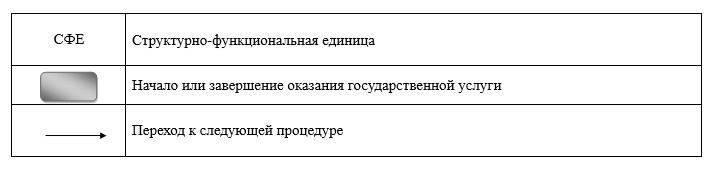 СФЕ Структурно-функциональная единица
Начало или завершение оказания государственной услуги
Переход к следующей процедуре